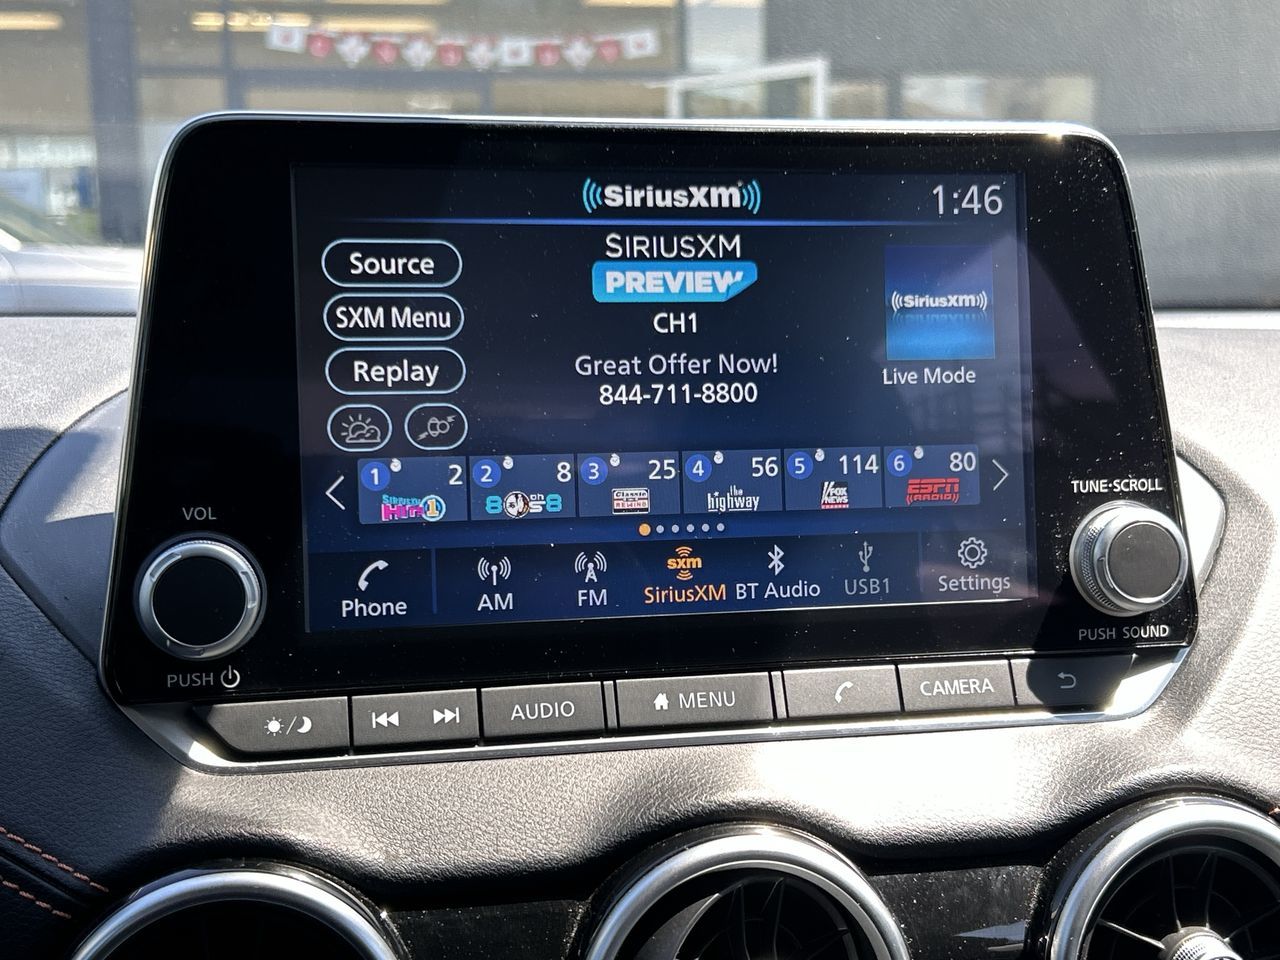 ((SiriusXM))
1:46
SIRIUSXM
PREVIEW
CH1
Great Offer Now!
844-711-8800
Source
SXM Menu
Replay
((SiriusXM))
Live Mode
1 2
SIRIUSXM HITS 1
2 8
80s on 8
3 25
Classic REWIND
4 56
the highway
5 114
FOX NEWS CHANNEL
6 80
ESPN RADIO
Phone
AM
FM
sxm
SiriusXM
BT Audio
USB1
Settings
VOL
PUSH
TUNE·SCROLL
PUSH SOUND
AUDIO
MENU
CAMERA